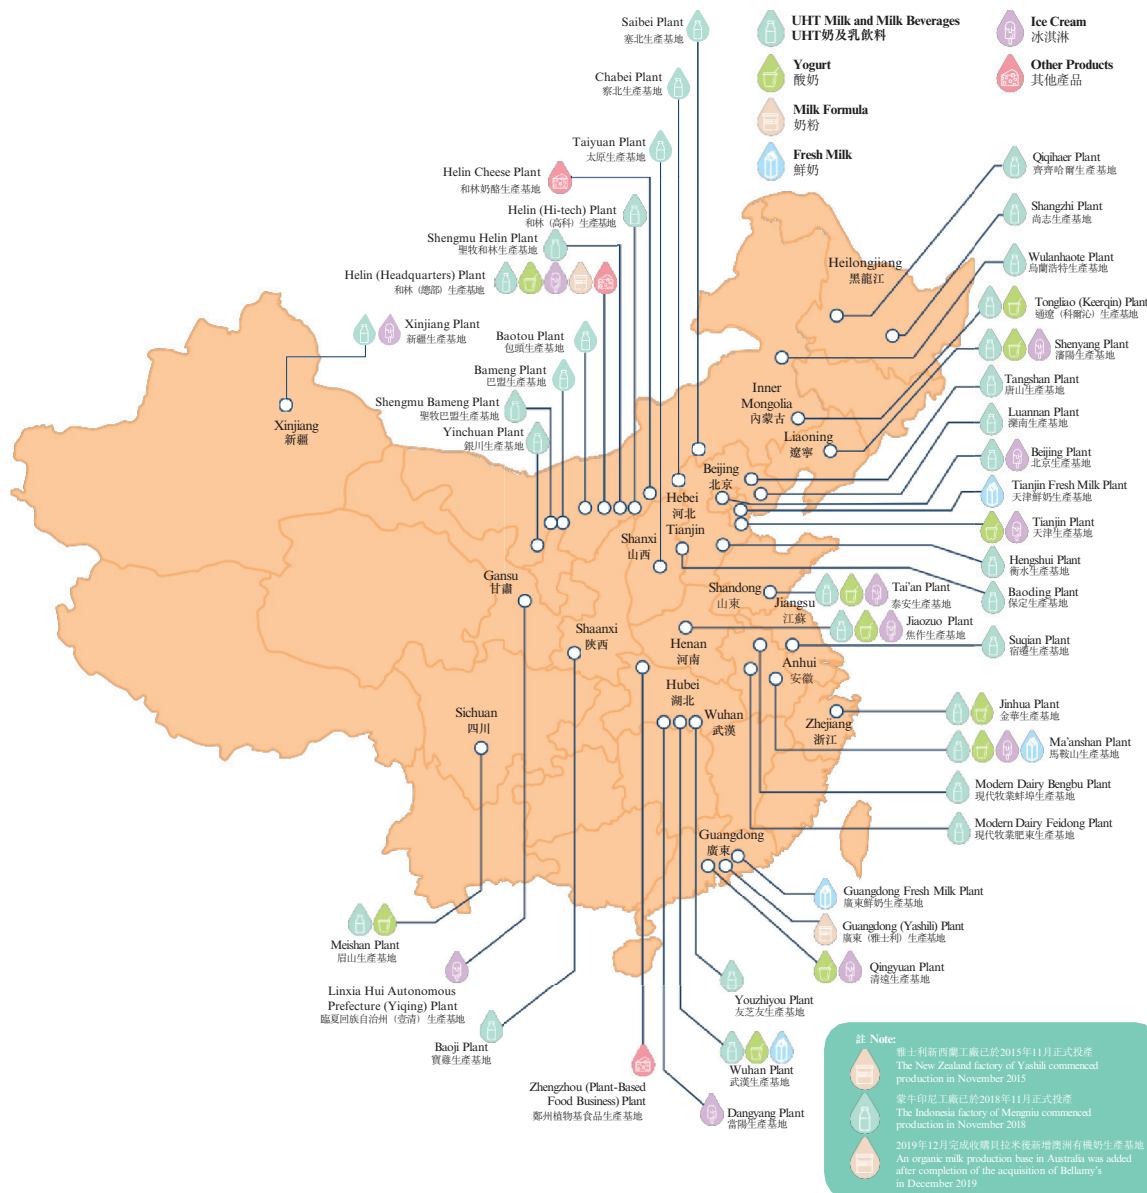 Saibei Plant
塞北生產基地
Chabei Plant
察北生產基地
Taiyuan Plant
太原生產基地
Helin Cheese Plant
和林奶酪生產基地
Helin (Hi-tech) Plant
和林（高科）生產基地
Shengmu Helin Plant
聖牧和林生產基地
Helin (Headquarters) Plant
和林（總部）生產基地
Xinjiang Plant
新疆生產基地
Baotou Plant
包頭生產基地
Bameng Plant
巴盟生產基地
Shengmu Bameng Plant
聖牧巴盟生產基地
Yinchuan Plant
銀川生產基地
UHT Milk and Milk Beverages
UHT奶及乳飲料
Yogurt
酸奶
Milk Formula
奶粉
Fresh Milk
鮮奶
Ice Cream
冰淇淋
Other Products
其他產品
Qiqihaer Plant
齊齊哈爾生產基地
Shangzhi Plant
尚志生產基地
Wulanhaote Plant
烏蘭浩特生產基地
Tongliao (Keerqin) Plant
通遼（科爾沁）生產基地
Shenyang Plant
瀋陽生產基地
Tangshan Plant
唐山生產基地
Luannan Plant
灤南生產基地
Beijing Plant
北京生產基地
Tianjin Fresh Milk Plant
天津鮮奶生產基地
Tianjin Plant
天津生產基地
Hengshui Plant
衡水生產基地
Baoding Plant
保定生產基地
Tai'an Plant
泰安生產基地
Jiaozuo Plant
焦作生產基地
Suqian Plant
宿遷生產基地
Jinhua Plant
金華生產基地
Ma'anshan Plant
馬鞍山生產基地
Modern Dairy Bengbu Plant
現代牧業蚌埠生產基地
Modern Dairy Feidong Plant
現代牧業肥東生產基地
Guangdong Fresh Milk Plant
廣東鮮奶生產基地
Guangdong (Yashili) Plant
廣東（雅士利）生產基地
Qingyuan Plant
清遠生產基地
Youzhiyou Plant
友芝友生產基地
Wuhan Plant
武漢生產基地
Dangyang Plant
當陽生產基地
Zhengzhou (Plant-Based
Food Business) Plant
鄭州植物基食品生產基地
Baoji Plant
寶雞生產基地
Linxia Hui Autonomous
Prefecture (Yiqing) Plant
臨夏回族自治州（壹清）生產基地
Meishan Plant
眉山生產基地
Heilongjiang
黑龍江
Inner
Mongolia
內蒙古
Liaoning
遼寧
Xinjiang
新疆
Beijing
北京
Hebei
河北
Tianjin
Shanxi
山西
Gansu
甘肅
Shandong
山東
Jiangsu
江蘇
Shaanxi
陝西
Henan
河南
Anhui
安徽
Hubei
湖北
Wuhan
武漢
Sichuan
四川
Zhejiang
浙江
Guangdong
廣東
註 Note:
雅士利新西蘭工廠已於2015年11月正式投產
The New Zealand factory of Yashili commenced
production in November 2015
蒙牛印尼工廠已於2018年11月正式投產
The Indonesia factory of Mengniu commenced
production in November 2018
2019年12月完成收購貝拉米後新增澳洲有機奶生產基地
An organic milk production base in Australia was added
after completion of the acquisition of Bellamy's
in December 2019